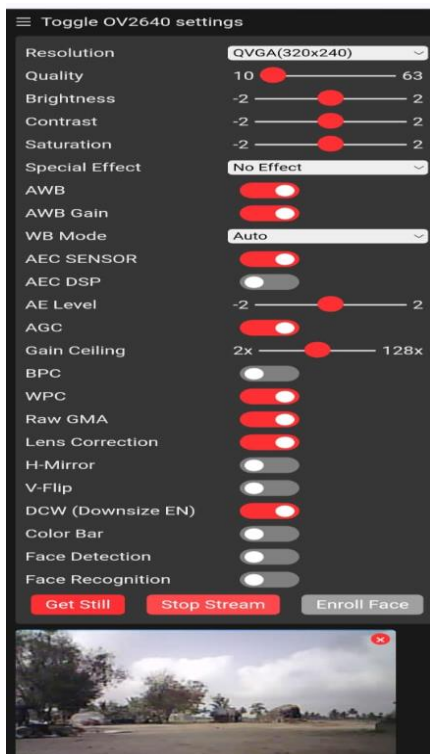 Toggle OV2640 settings
Resolution QVGA(320x240)
Quality 10 63
Brightness -2 2
Contrast -2 2
Saturation -2 2
Special Effect No Effect
AWB
AWB Gain
WB Mode Auto
AEC SENSOR
AEC DSP
AE Level -2 2
AGC
Gain Ceiling 2x 128x
BPC
WPC
Raw GMA
Lens Correction
H-Mirror
V-Flip
DCW (Downsize EN)
Color Bar
Face Detection
Face Recognition
Get Still Stop Stream Enroll Face